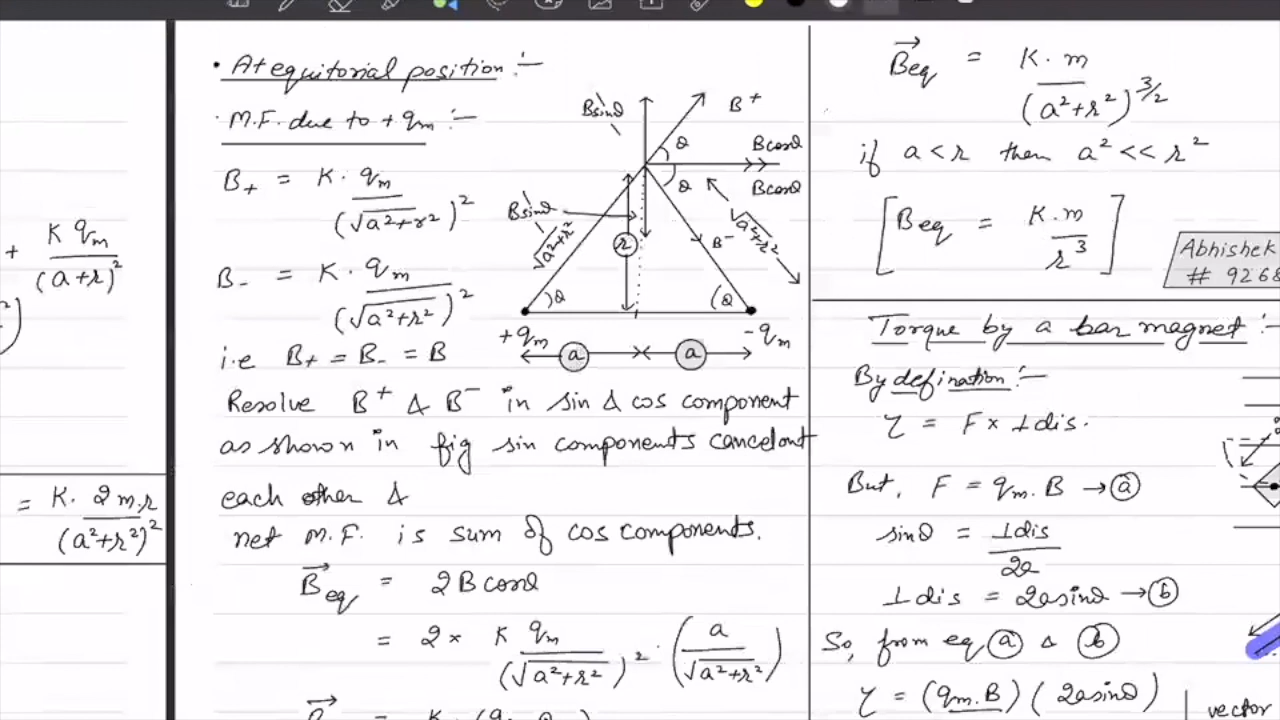 + K qm / (a+r)²
²)
= K. 2m.r / (a²+r²)²
• At equitorial position :-
. M.F. due to + qm :-
B+ = K. qm / (√a²+r²)²
B- = K. qm / (√a²+r²)²
i.e B+ = B- = B
Bsinθ
B+
θ
Bcosθ
θ
Bcosθ
Bsinθ
√a²+r²
r
B-
√a²+r²
θ
θ
+qm
-qm
a
a
Resolve B+ & B- in sin & cos component
as shown in fig sin components cancelout
each other &
net M.F. is sum of cos components.
Beq = 2B cosθ
= 2 × K qm / (√a²+r²)² . (a / √a²+r²)
Beq = K. m / (a²+r²)^3/2
if a < r then a² << r²
[Beq = K. m / r³]
Abhishek
# 9268
Torque by a bar magnet :-
By defination :-
τ = F × ⊥dis.
But, F = qm. B → (a)
sinθ = ⊥dis / 2a
⊥dis = 2a sinθ → (b)
So, from eq (a) & (b)
τ = (qm. B) (2a sinθ)
vector